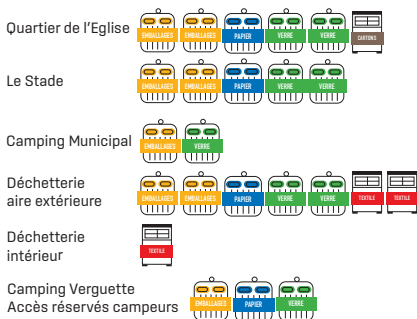 Quartier de l'Eglise EMBALLAGES EMBALLAGES PAPIER VERRE VERRE CARTONS
Le Stade EMBALLAGES EMBALLAGES PAPIER VERRE VERRE
Camping Municipal EMBALLAGES VERRE
Déchetterie
aire extérieure EMBALLAGES EMBALLAGES PAPIER VERRE VERRE TEXTILE TEXTILE
Déchetterie
intérieur TEXTILE
Camping Verguette
Accès réservés campeurs EMBALLAGES PAPIER VERRE